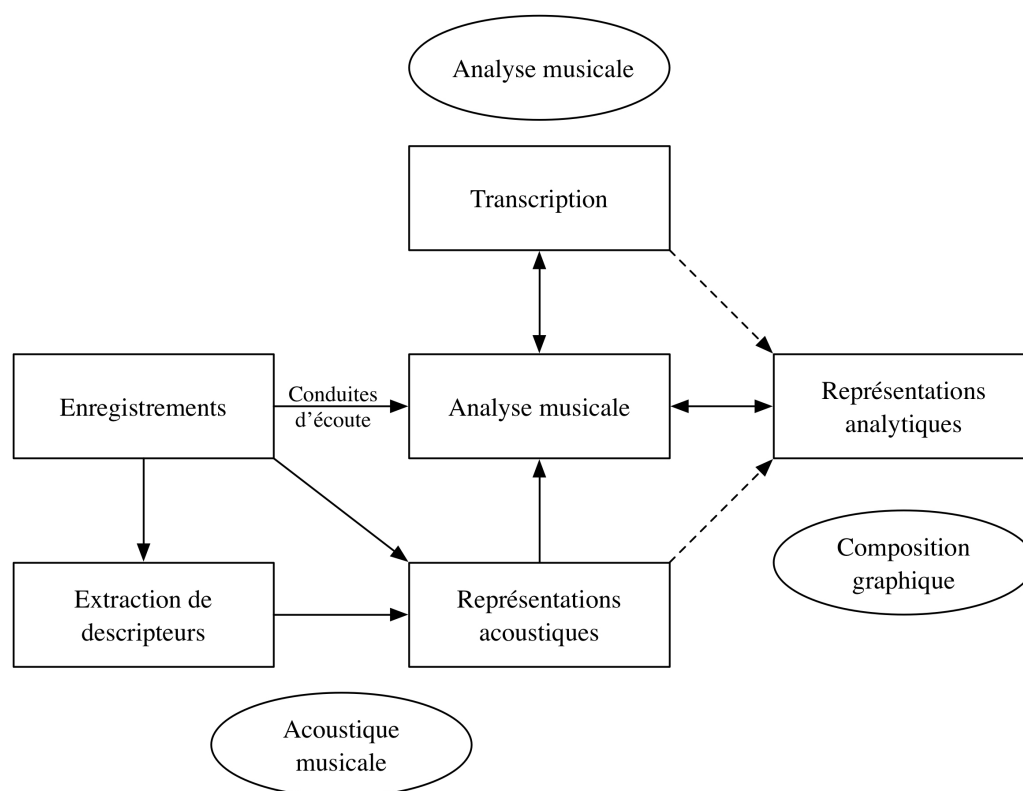 Analyse musicale
Transcription
Enregistrements
Conduites
d’écoute
Analyse musicale
Représentations
analytiques
Composition
graphique
Extraction de
descripteurs
Représentations
acoustiques
Acoustique
musicale